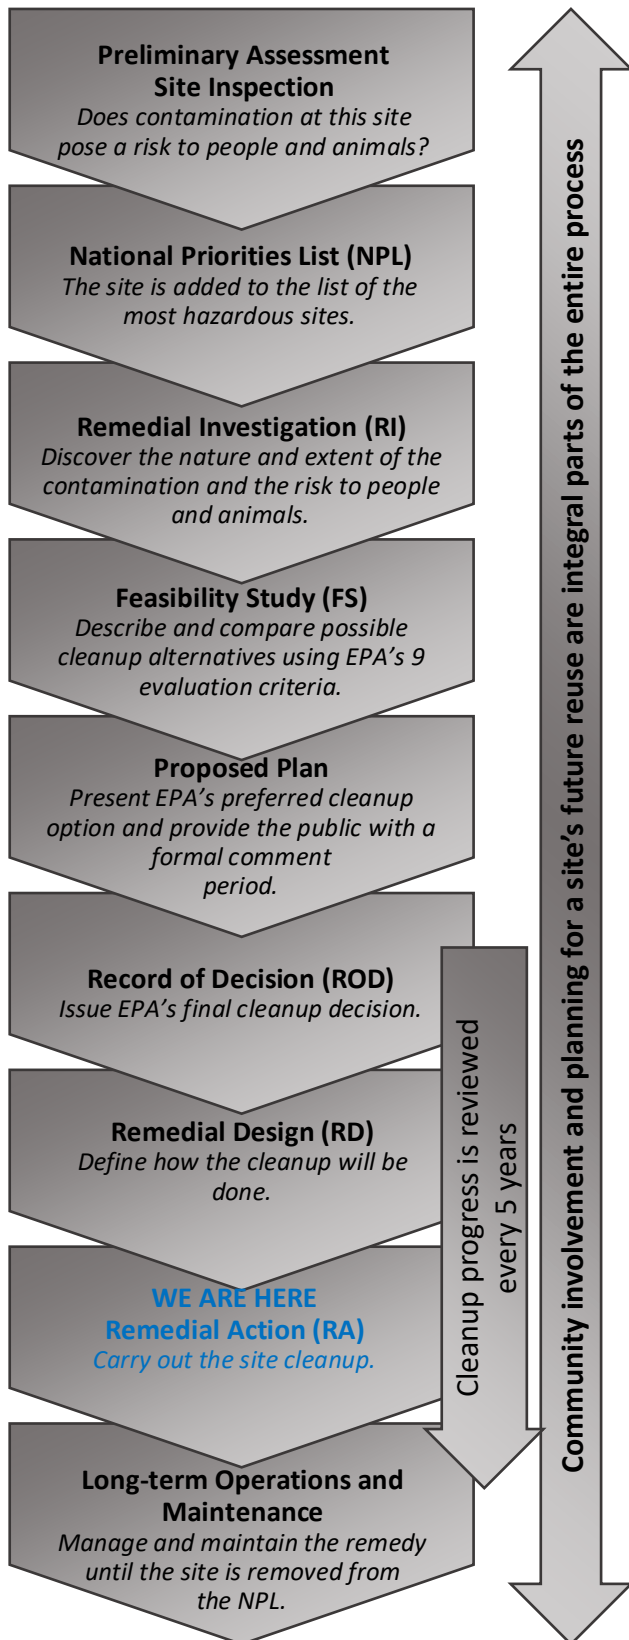 Preliminary Assessment
Site Inspection
Does contamination at this site
pose a risk to people and animals?
National Priorities List (NPL)
The site is added to the list of the
most hazardous sites.
Remedial Investigation (RI)
Discover the nature and extent of the
contamination and the risk to people
and animals.
Feasibility Study (FS)
Describe and compare possible
cleanup alternatives using EPA’s 9
evaluation criteria.
Proposed Plan
Present EPA’s preferred cleanup
option and provide the public with a
formal comment
period.
Record of Decision (ROD)
Issue EPA’s final cleanup decision.
Remedial Design (RD)
Define how the cleanup will be
done.
WE ARE HERE
Remedial Action (RA)
Carry out the site cleanup.
Long-term Operations and
Maintenance
Manage and maintain the remedy
until the site is removed from
the NPL.
Cleanup progress is reviewed
every 5 years
Community involvement and planning for a site’s future reuse are integral parts of the entire process